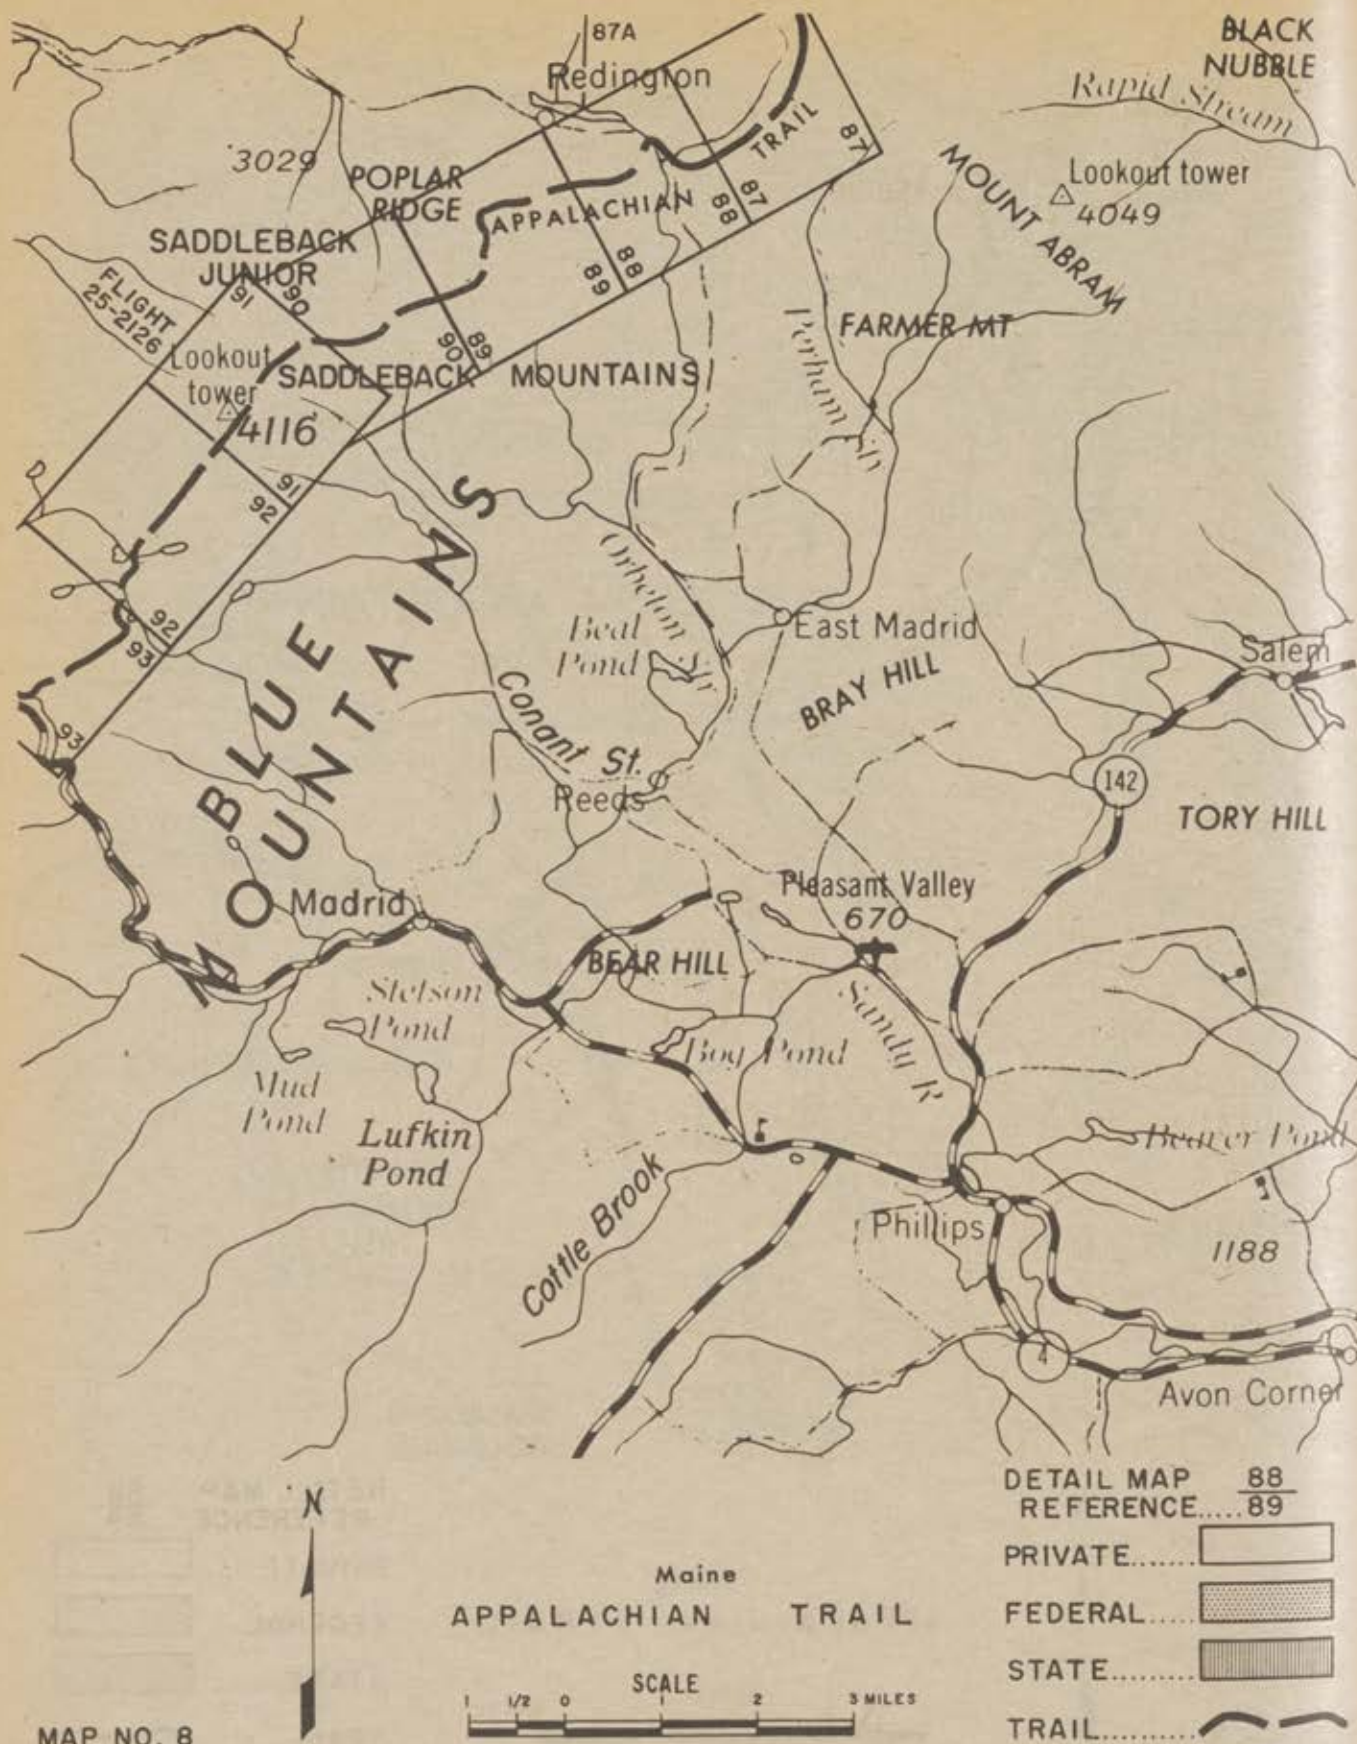 87A
Redington
BLACK
NUBBLE
Rapid Stream
3029
POPLAR
RIDGE
APPALACHIAN
TRAIL
87
87
88
88
89
MOUNT ABRAM
Lookout tower
4049
SADDLEBACK
JUNIOR
FLIGHT
25-2126
91
90
89
90
Lookout
tower
4116
SADDLEBACK MOUNTAINS
FARMER MT
Perham Str
91
92
92
93
93
BLUE
MOUNTAINS
Orbeton Str
Beal
Pond
East Madrid
BRAY HILL
Salem
Conant St.
Reeds
142
TORY HILL
Madrid
Pleasant Valley
670
BEAR HILL
Stetson
Pond
Sandy R
Bog Pond
Mud
Pond
Lufkin
Pond
Beaver Pond
Cottle Brook
Phillips
1188
4
Avon Corner
N
DETAIL MAP 88
REFERENCE.....89
PRIVATE.......
FEDERAL.....
STATE.........
TRAIL..........
Maine
APPALACHIAN TRAIL
SCALE
1 1/2 0 1 2 3 MILES
MAP NO. 8